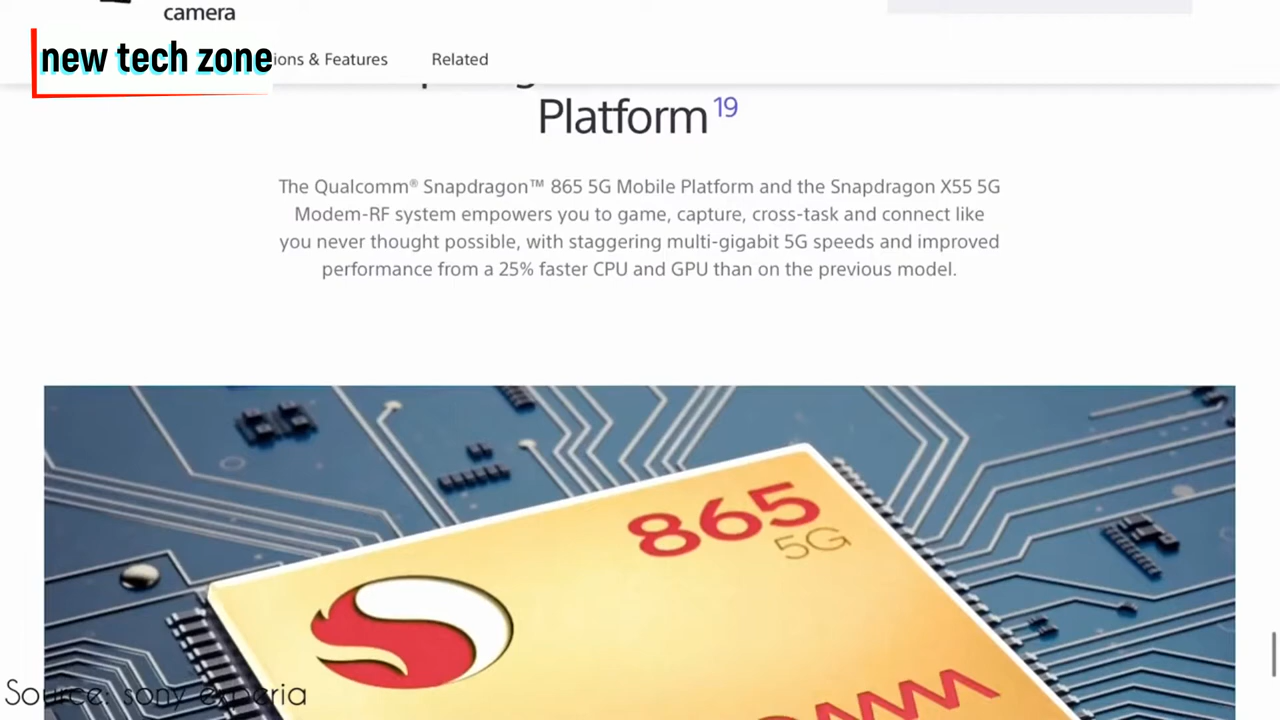 camera
new tech zone
ions & Features
Related
Platform 19
The Qualcomm® Snapdragon™ 865 5G Mobile Platform and the Snapdragon X55 5G
Modem-RF system empowers you to game, capture, cross-task and connect like
you never thought possible, with staggering multi-gigabit 5G speeds and improved
performance from a 25% faster CPU and GPU than on the previous model.
865
5G
Source: sony experia